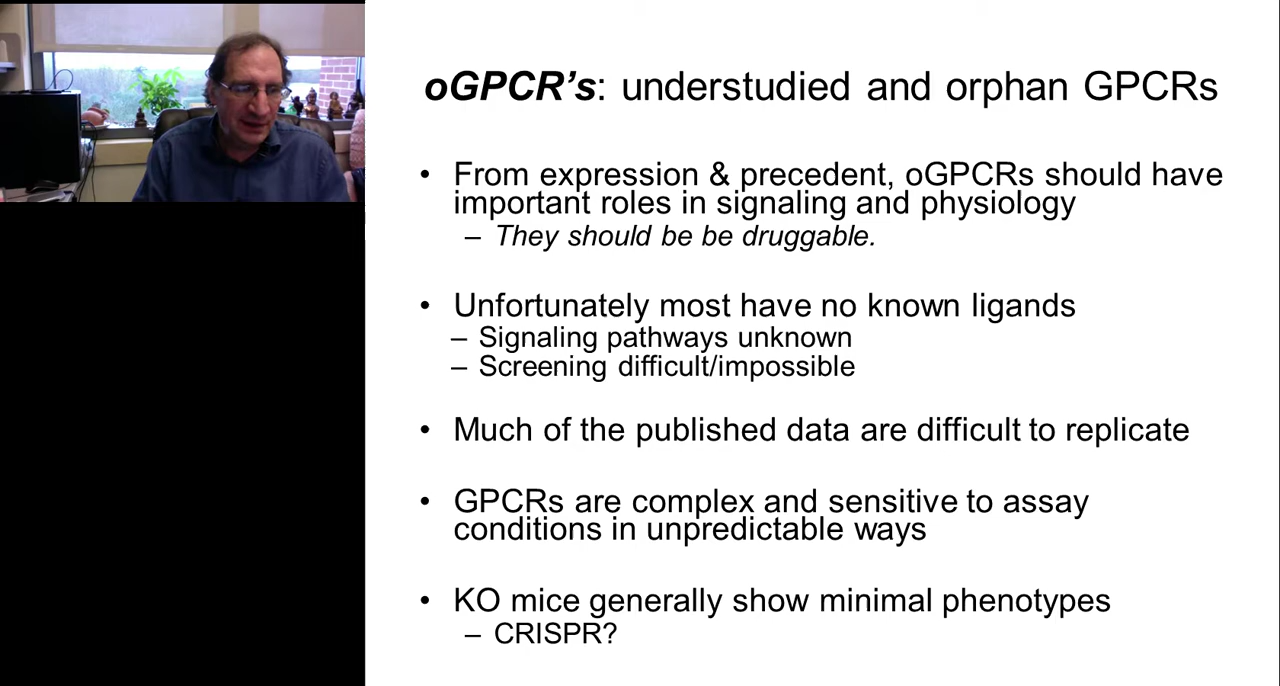 oGPCR's: understudied and orphan GPCRs
• From expression & precedent, oGPCRs should have
important roles in signaling and physiology
– They should be be druggable.
• Unfortunately most have no known ligands
– Signaling pathways unknown
– Screening difficult/impossible
• Much of the published data are difficult to replicate
• GPCRs are complex and sensitive to assay
conditions in unpredictable ways
• KO mice generally show minimal phenotypes
– CRISPR?